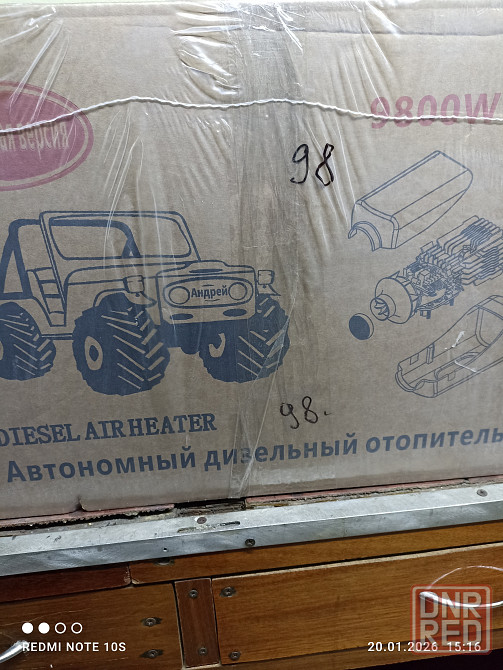 ая версия
9800W
98
Андрей
98.
DIESEL AIR HEATER
Автономный дизельный отопитель
REDMI NOTE 10S
20.01.2026 15:16
DNR
RED